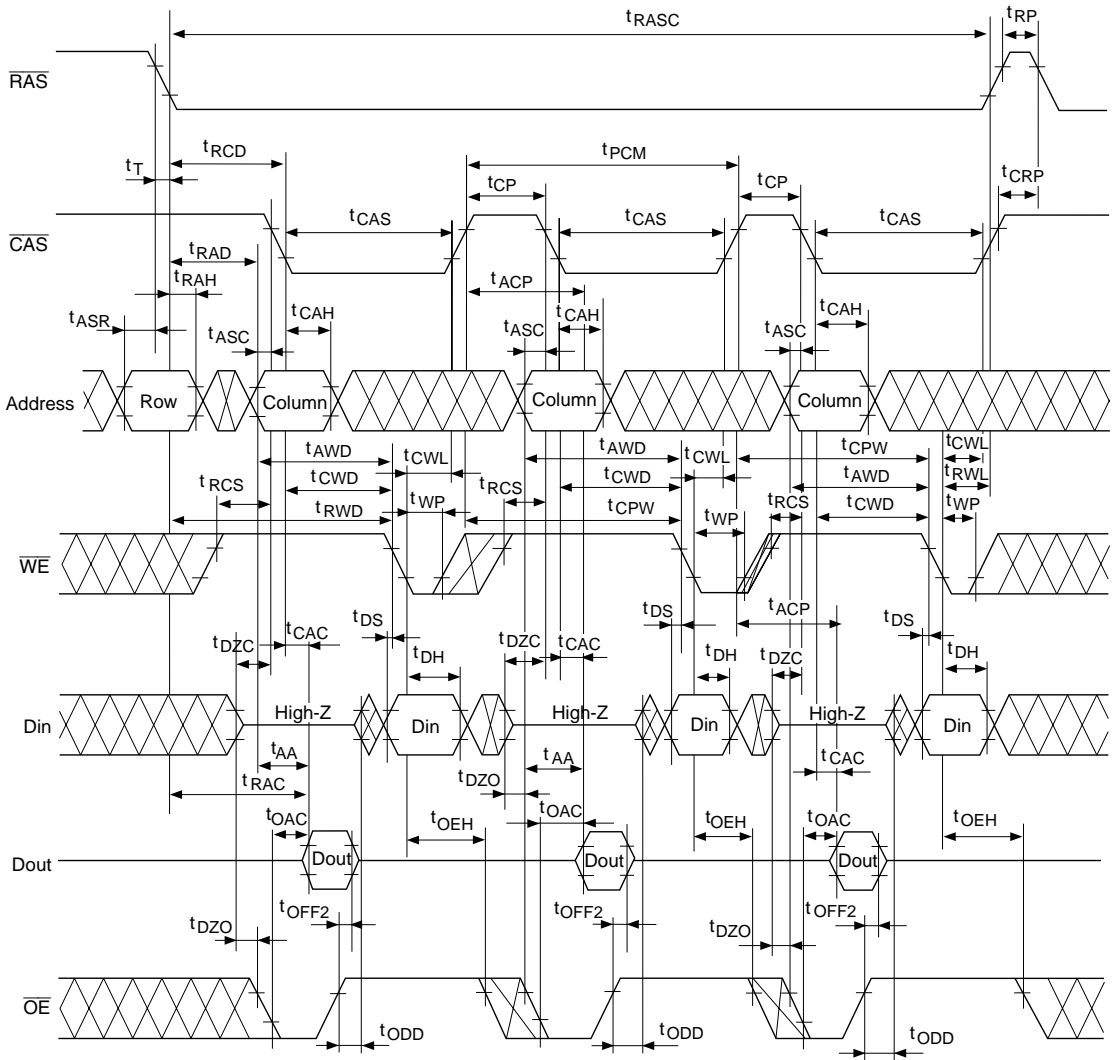 tRASC tRP
RAS
tRCD tPCM
tT tCP tCP tCRP
tCAS tCAS tCAS
CAS
tRAD
tRAH tACP
tASR tASC tCAH tASC tCAH tASC tCAH
Address Row Column Column Column
tAWD tCWL tAWD tCWL tCPW tCWL
tRCS tCWD tWP tRCS tCWD tWP tRCS tAWD tRWL
tRWD tCPW tCWD tWP
WE
tCAC tDS tDS tACP tDS
tDZC tDH tDZC tCAC tDH tDZC tDH
Din High-Z Din High-Z Din High-Z Din
tAA tDZO tAA tCAC
tRAC
tOAC tOEH tOAC tOEH tOAC tOEH
Dout Dout Dout Dout
tDZO tOFF2 tOFF2 tDZO tOFF2
OE
tODD tODD tODD